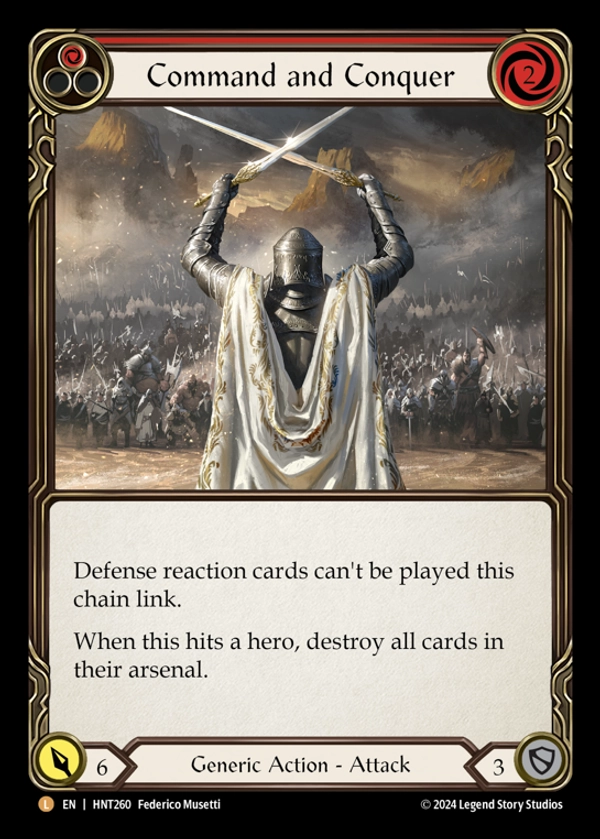 Command and Conquer
2
Defense reaction cards can't be played this
chain link.
When this hits a hero, destroy all cards in
their arsenal.
6
Generic Action - Attack
3
L EN | HNT260 Federico Musetti
© 2024 Legend Story Studios